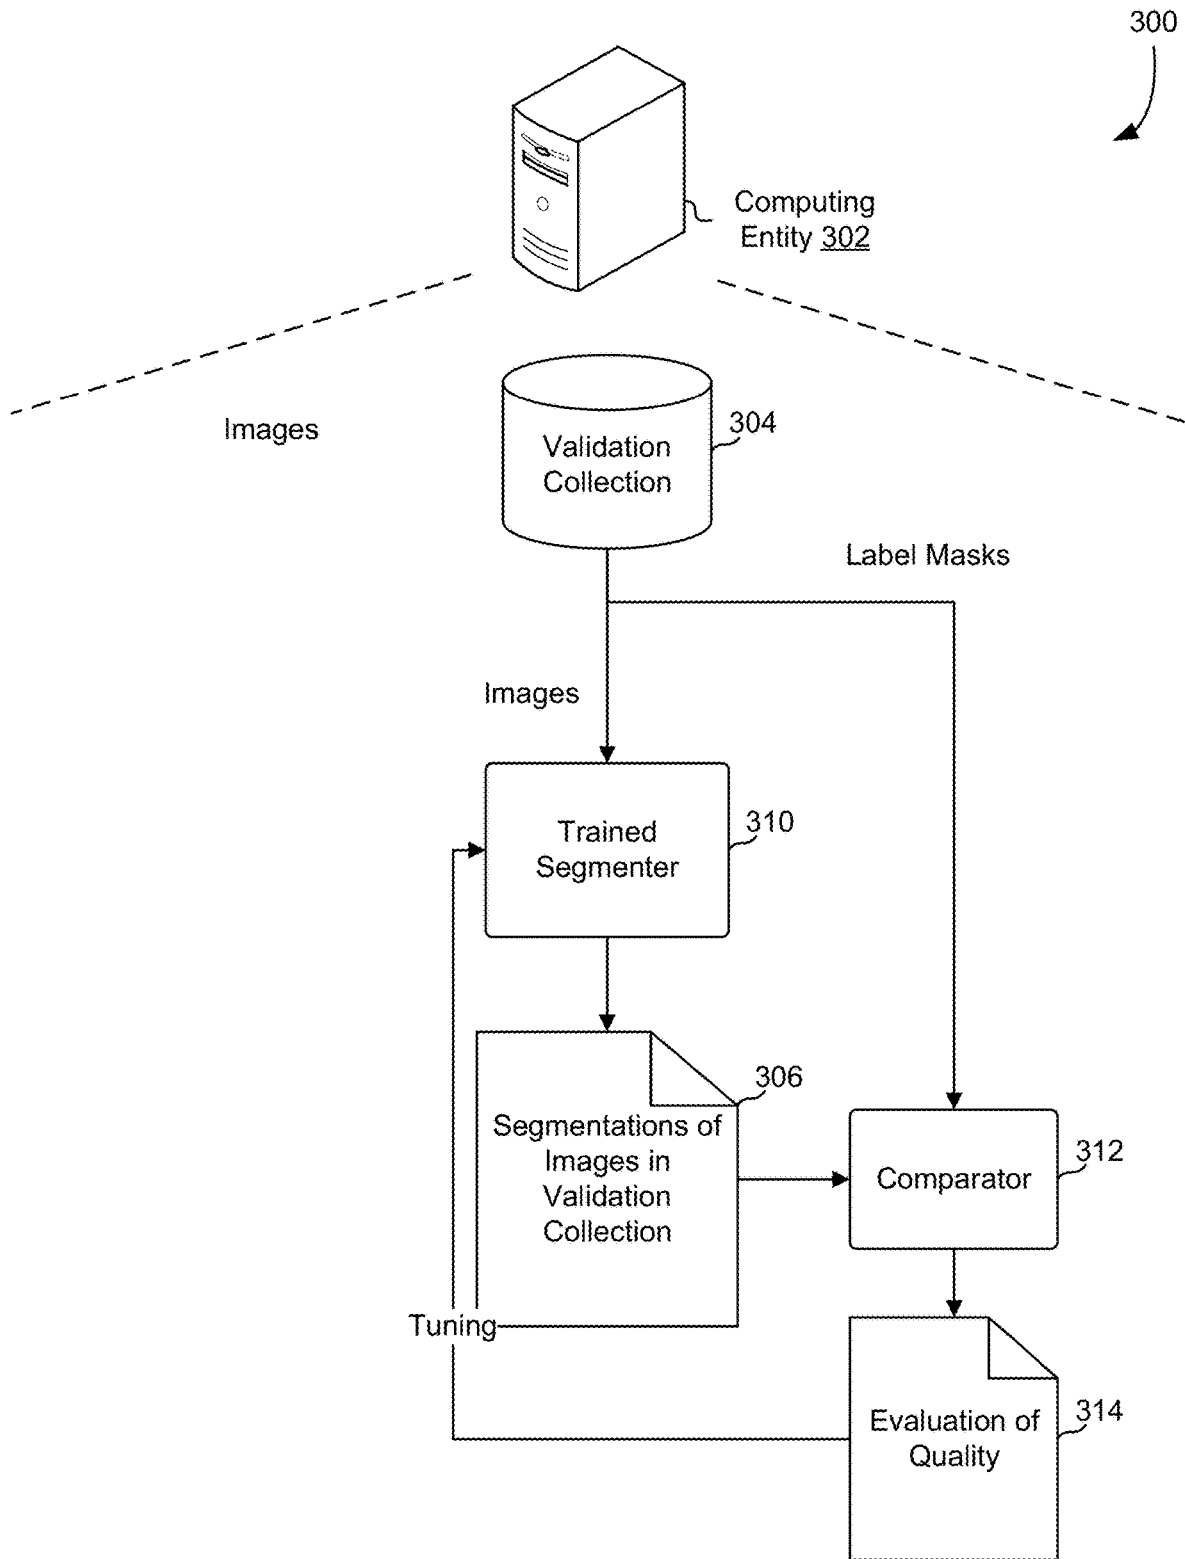 300
Computing
Entity 302
Images
304
Validation
Collection
Label Masks
Images
310
Trained
Segmenter
306
Segmentations of
Images in
Validation
Collection
312
Comparator
Tuning
314
Evaluation of
Quality